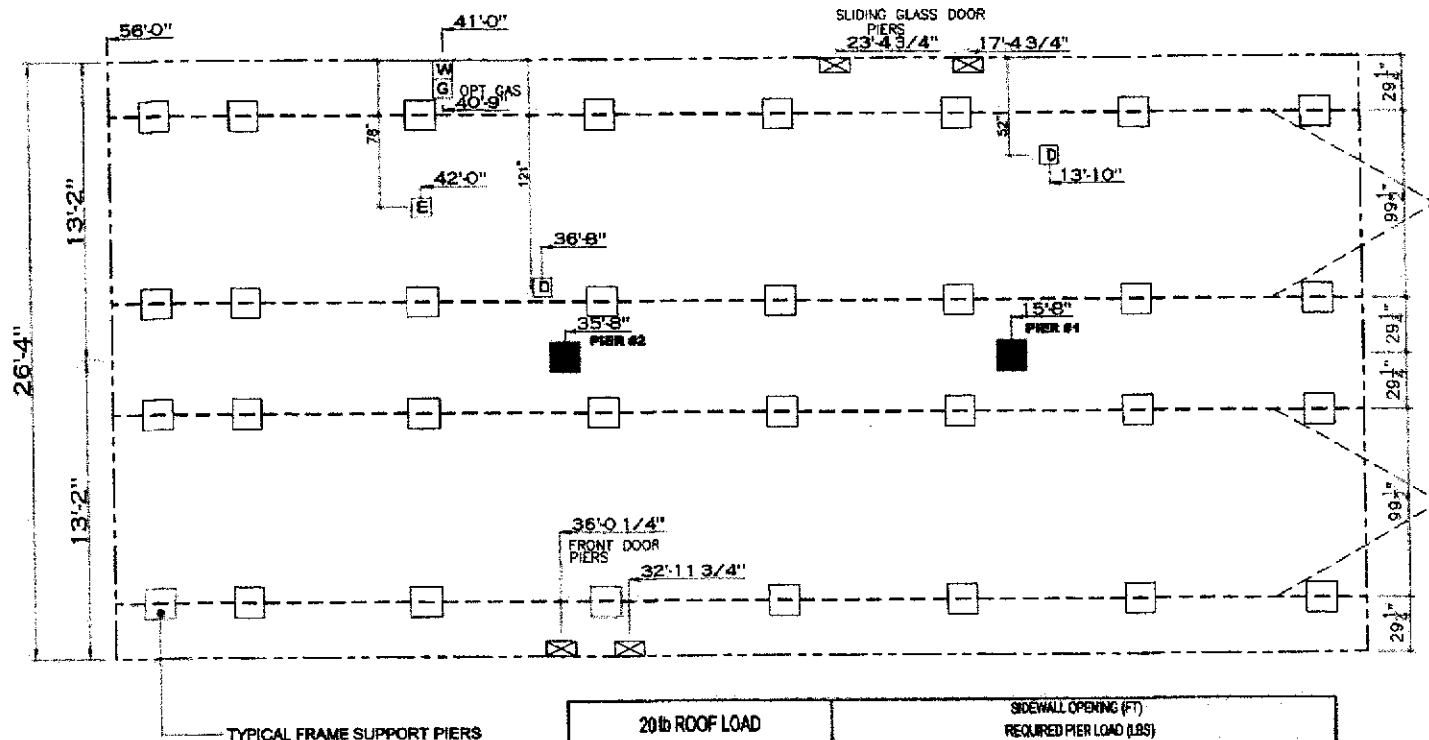 56'-0"
41'-0"
SLIDING GLASS DOOR
PIERS
23'-4 3/4"
17'-4 3/4"
W
G
OPT GAS
40'-9"
29 1/4"
78"
121"
52"
D
13'-10"
42'-0"
E
13'-2"
99 1/2"
36'-8"
D
35'-8"
PIER #2
15'-8"
PIER #1
29 1/4"
26'-4"
29 1/4"
13'-2"
99 1/2"
36'-0 1/4"
FRONT DOOR
PIERS
32'-11 3/4"
29 1/4"
TYPICAL FRAME SUPPORT PIERS
20 lb ROOF LOAD
SIDEWALL OPENING (FT)
REQUIRED PIER LOAD (LBS)